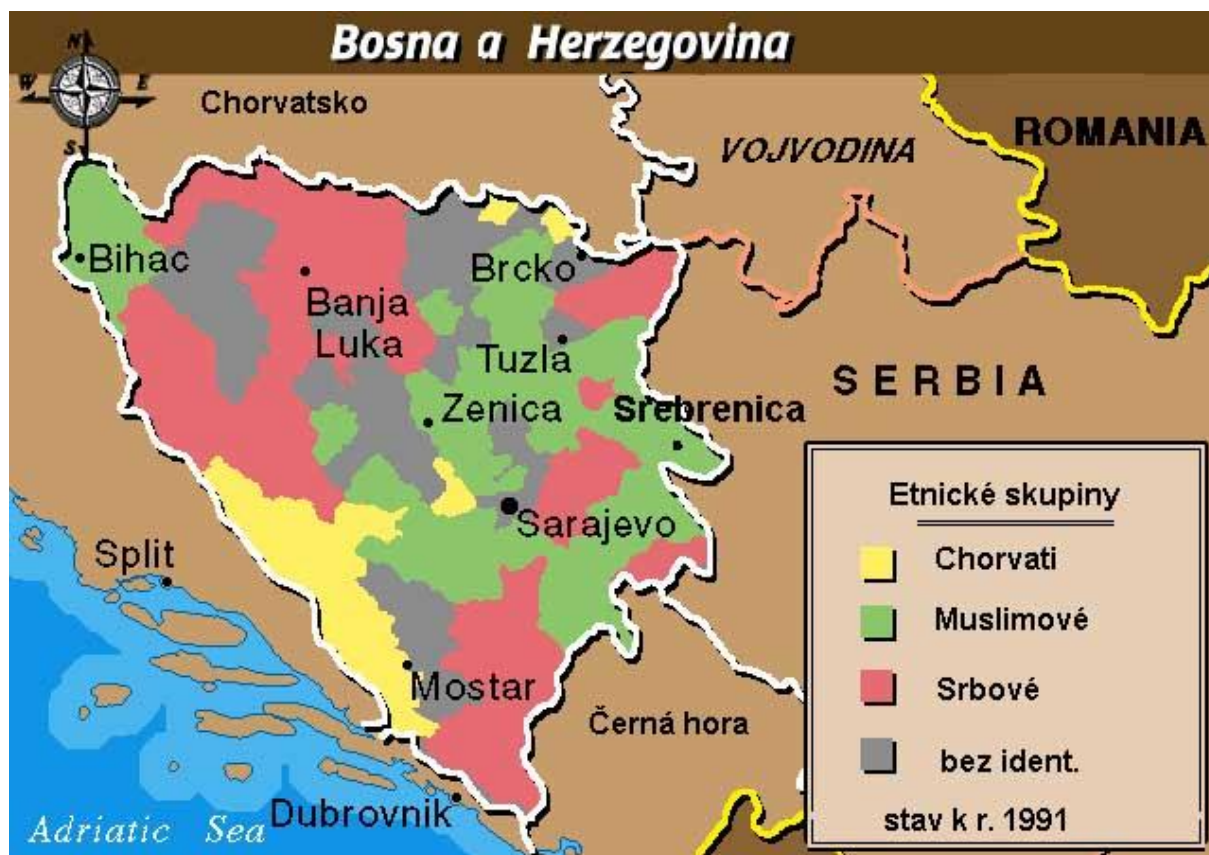 Bosna a Herzegovina
N
W E
S
Chorvatsko
VOJVODINA
ROMANIA
Bihac
Brcko
Banja
Luka
Tuzla
SERBIA
Zenica
Srebrenica
Sarajevo
Split
Mostar
Černá hora
Dubrovnik
Adriatic Sea
Etnické skupiny
Chorvati
Muslimové
Srbové
bez ident.
stav k r. 1991